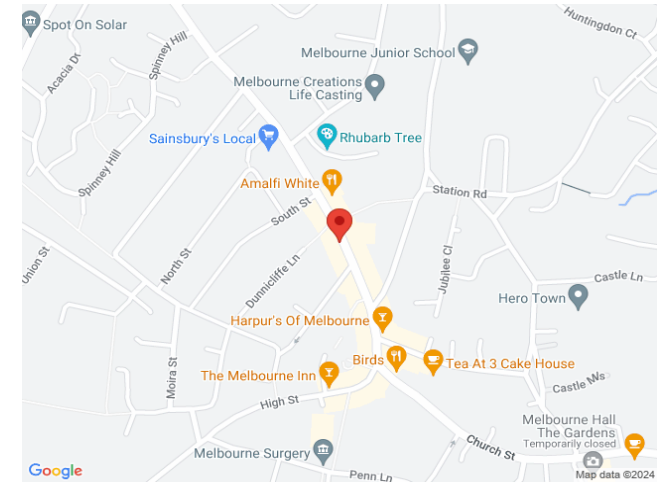 Spot On Solar
Huntingdon Ct
Acacia Dr
Spinney Hill
Melbourne Junior School
Melbourne Creations
Life Casting
Sainsbury's Local
Rhubarb Tree
Amalfi White
Spinney Hill
South St
Station Rd
Union St
North St
Dunnicliffe Ln
Jubilee Cl
Castle Ln
Hero Town
Harpur's Of Melbourne
Birds
Tea At 3 Cake House
Moira St
The Melbourne Inn
Castle Mws
High St
Melbourne Hall
The Gardens
Temporarily closed
Church St
Melbourne Surgery
Penn Ln
Google
Map data ©2024